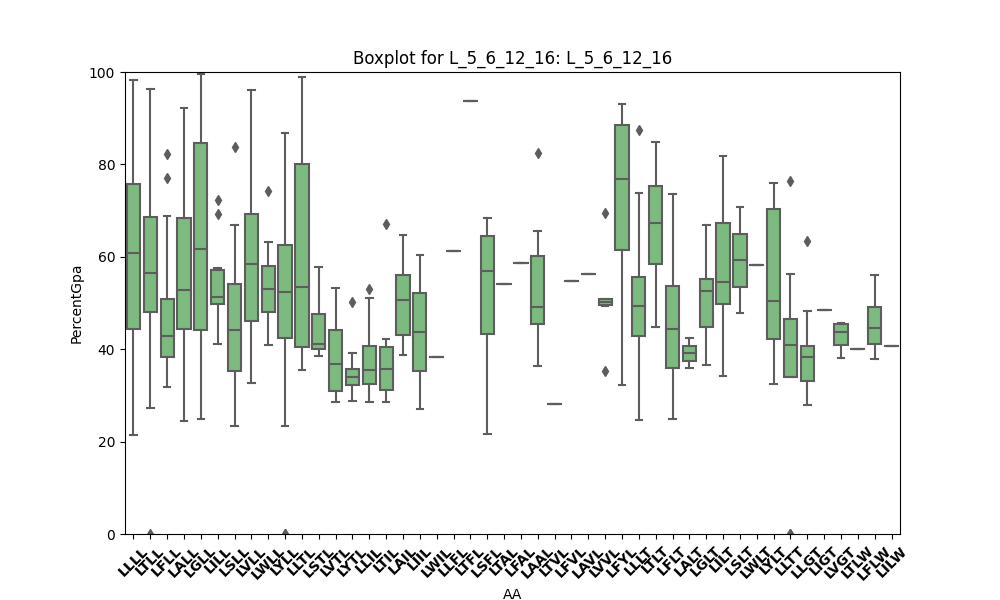 Boxplot for L_5_6_12_16: L_5_6_12_16
PercentGpa
100
80
60
40
20
0
LLLL LTLL LFLL LALL LGLL LILL LSLL LVLL LWLL LYLL LLTL LSTL LVTL LYTL LLIL LTIL LAIL LIIL LWIL LLFL LTFL LSFL LTAL LFAL LAAL LTVL LFVL LAVL LVVL LFYL LLLT LTLT LFLT LALT LGLT LILT LSLT LWLT LYLT LLTT LLGT LIGT LVGT LTLW LFLW LILW
AA